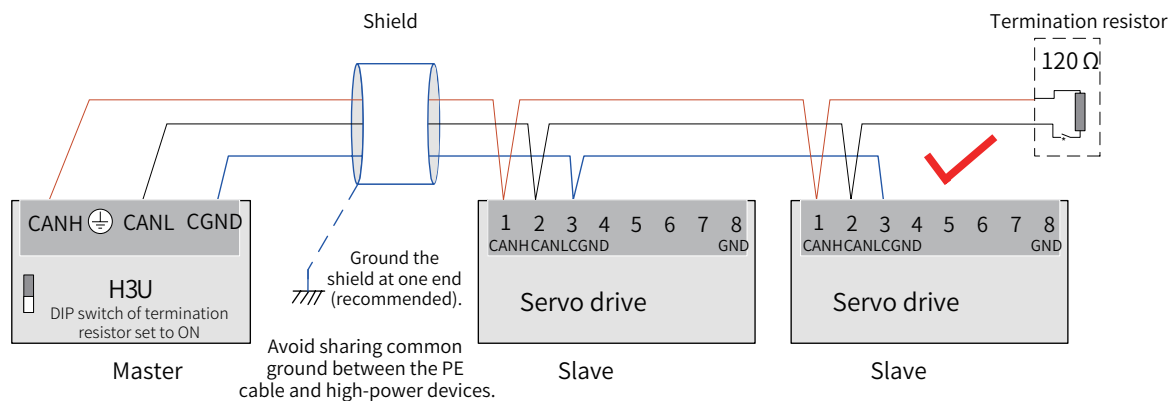 Shield
Termination resistor
120 Ω
CANH CANL CGND
H3U
DIP switch of termination
resistor set to ON
Master
Ground the
shield at one end
(recommended).
Avoid sharing common
ground between the PE
cable and high-power devices.
1 2 3 4 5 6 7 8
CANH CANL CGND GND
Servo drive
Slave
1 2 3 4 5 6 7 8
CANH CANL CGND GND
Servo drive
Slave